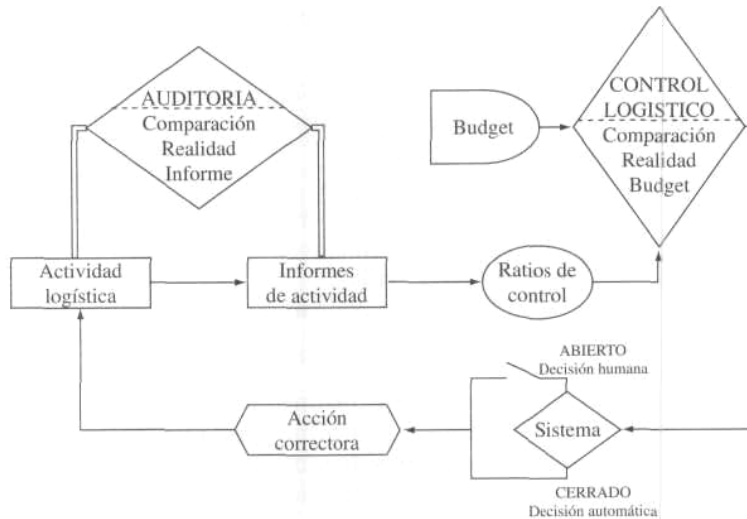 AUDITORIA
Comparación
Realidad
Informe
Budget
CONTROL
LOGISTICO
Comparación
Realidad
Budget
Actividad
logística
Informes
de actividad
Ratios de
control
ABIERTO
Decisión humana
Sistema
Acción
correctora
CERRADO
Decisión automática